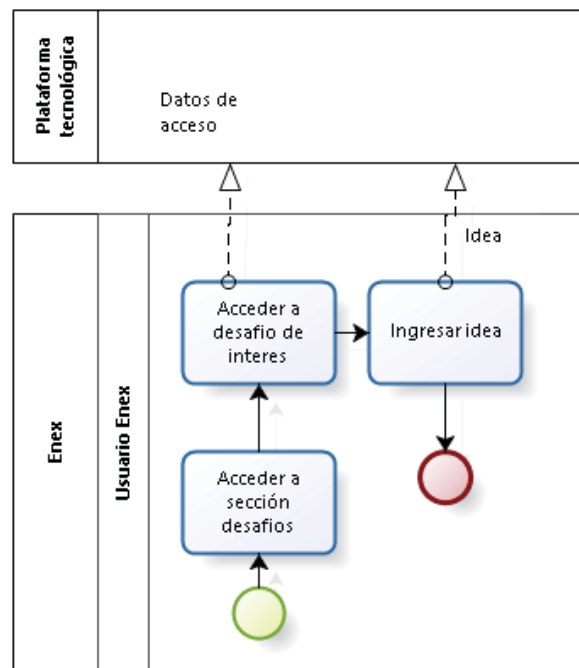 Plataforma
tecnológica
Datos de
acceso
Enex
Usuario Enex
Idea
Acceder a
desafio de
interes
Ingresar idea
Acceder a
sección
desafios